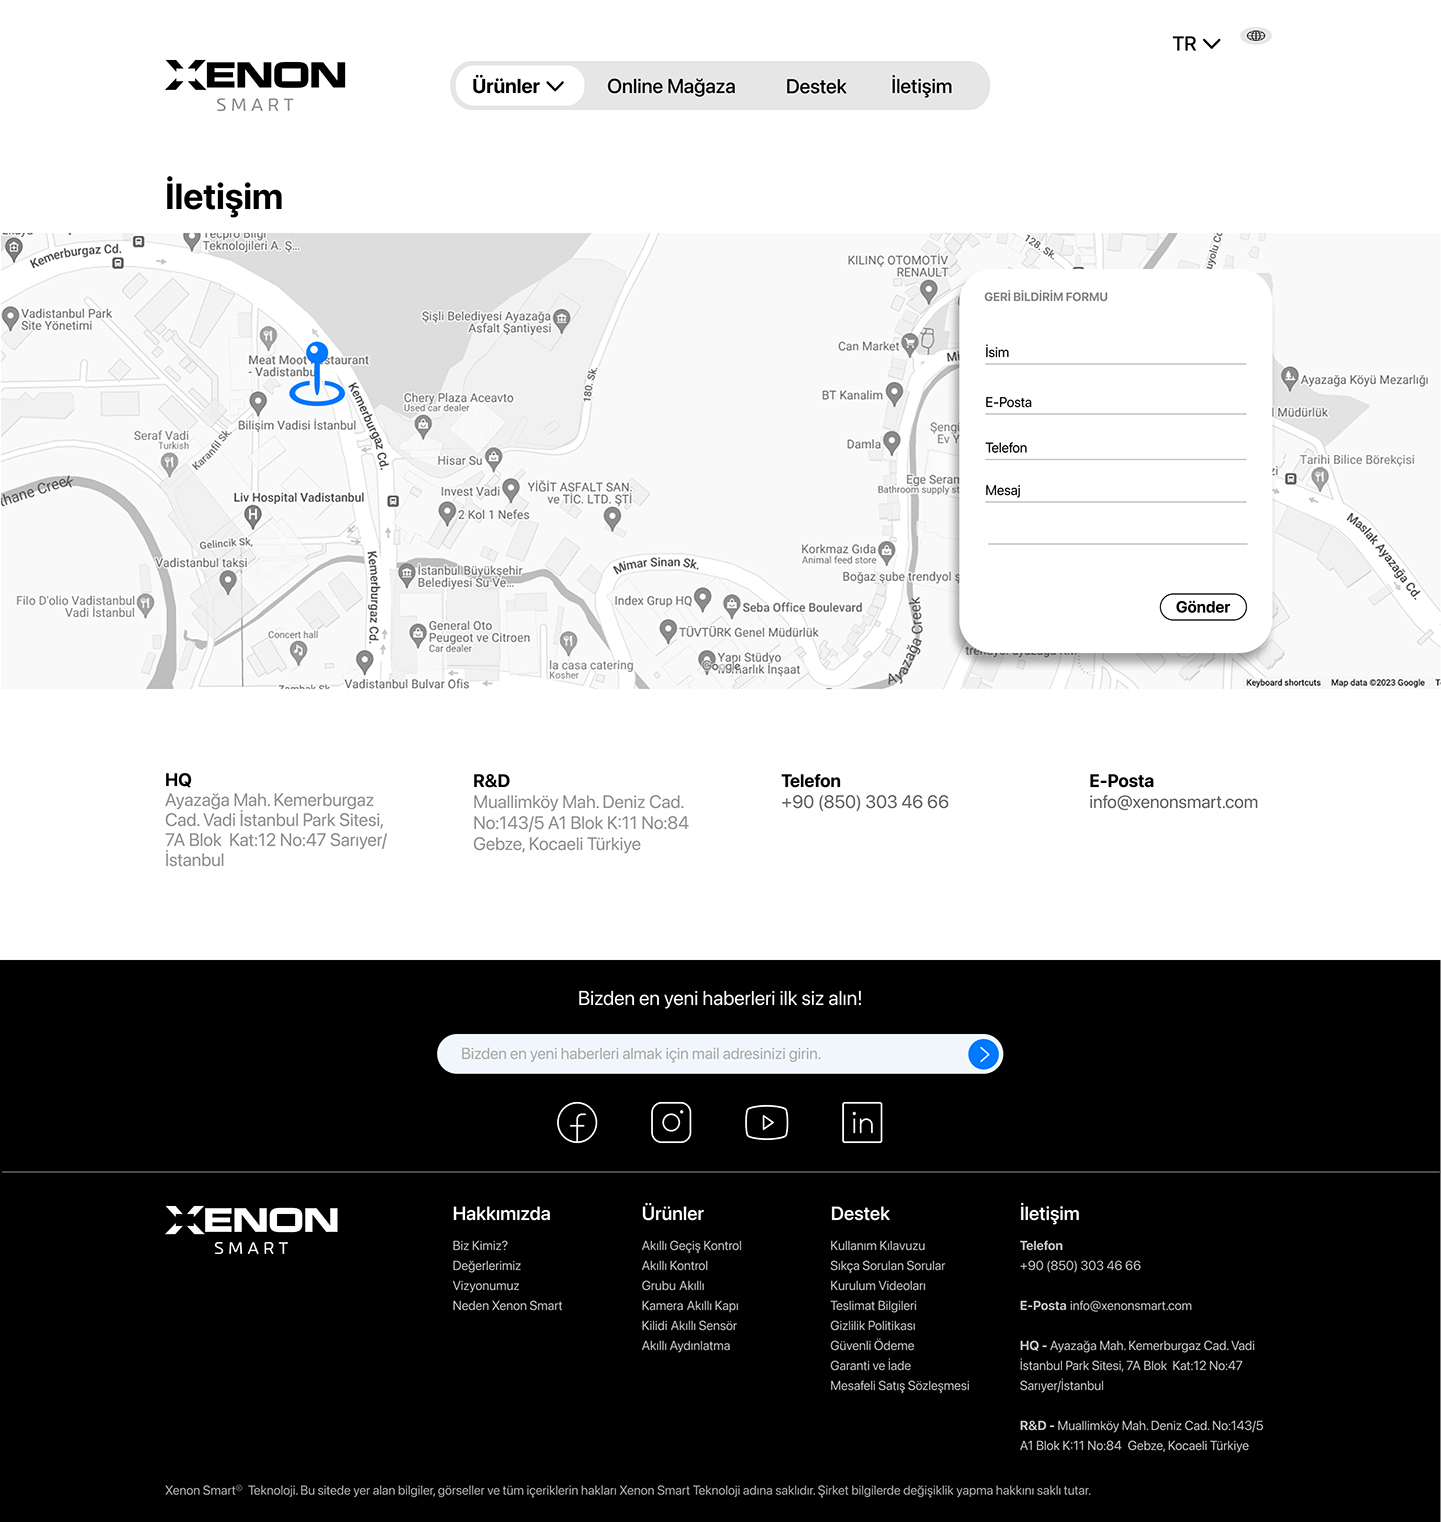 TR
XENON
SMART
Ürünler
Online Mağaza
Destek
İletişim
İletişim
Kemerburgaz Cd.
Teknolojileri A. Ş...
Vadistanbul Park
Site Yönetimi
Meat Moot
- Vadistanbu
Bilişim Vadisi İstanbul
Kemerburgaz Cd.
Şişli Belediyesi Ayazağa
Asfalt Şantiyesi
Chery Plaza Aceavto
Used car dealer
180. Sk.
Seraf Vadi
Turkish
Karanfil Sk.
Hisar Su
Invest Vadi
YİĞİT ASFALT SAN.
ve TİC. LTD. ŞTİ
2 Kol 1 Nefes
Liv Hospital Vadistanbul
H
Gelincik Sk.
Vadistanbul taksi
Filo D'olio Vadistanbul
Vadi İstanbul
Concert hall
Kemerburgaz Cd.
İstanbul Büyükşehir
Belediyesi Su Ve...
General Oto
Peugeot ve Citroen
Car dealer
Vadistanbul Bulvar Ofis
Mimar Sinan Sk.
Index Grup HQ
Seba Office Boulevard
TÜVTÜRK Genel Müdürlük
Yapı Stüdyo
Mimarlık İnşaat
Google
la casa catering
Kosher
KILINÇ OTOMOTİV
RENAULT
128. Sk.
Can Market
BT Kanalim
Damla
Ege Seram
Bathroom supply st
Korkmaz Gıda
Animal feed store
Boğaz şube trendyol ş
Ayazağa Creek
Ayazağa Köyü Mezarlığı
Müdürlük
Tarihi Bilice Börekçisi
Maslak Ayazağa Cd.
Keyboard shortcuts
Map data ©2023 Google
GERİ BİLDİRİM FORMU
İsim
E-Posta
Telefon
Mesaj
Gönder
HQ
Ayazağa Mah. Kemerburgaz
Cad. Vadi İstanbul Park Sitesi,
7A Blok Kat:12 No:47 Sarıyer/
İstanbul
R&D
Muallimköy Mah. Deniz Cad.
No:143/5 A1 Blok K:11 No:84
Gebze, Kocaeli Türkiye
Telefon
+90 (850) 303 46 66
E-Posta
info@xenonsmart.com
Bizden en yeni haberleri ilk siz alın!
Bizden en yeni haberleri almak için mail adresinizi girin.
XENON
SMART
Hakkımızda
Biz Kimiz?
Değerlerimiz
Vizyonumuz
Neden Xenon Smart
Ürünler
Akıllı Geçiş Kontrol
Akıllı Kontrol
Grubu Akıllı
Kamera Akıllı Kapı
Kilidi Akıllı Sensör
Akıllı Aydınlatma
Destek
Kullanım Kılavuzu
Sıkça Sorulan Sorular
Kurulum Videoları
Teslimat Bilgileri
Gizlilik Politikası
Güvenli Ödeme
Garanti ve İade
Mesafeli Satış Sözleşmesi
İletişim
Telefon
+90 (850) 303 46 66
E-Posta info@xenonsmart.com
HQ - Ayazağa Mah. Kemerburgaz Cad. Vadi
İstanbul Park Sitesi, 7A Blok Kat:12 No:47
Sarıyer/İstanbul
R&D - Muallimköy Mah. Deniz Cad. No:143/5
A1 Blok K:11 No:84 Gebze, Kocaeli Türkiye
Xenon Smart® Teknoloji. Bu sitede yer alan bilgiler, görseller ve tüm içeriklerin hakları Xenon Smart Teknoloji adına saklıdır. Şirket bilgilerde değişiklik yapma hakkını saklı tutar.